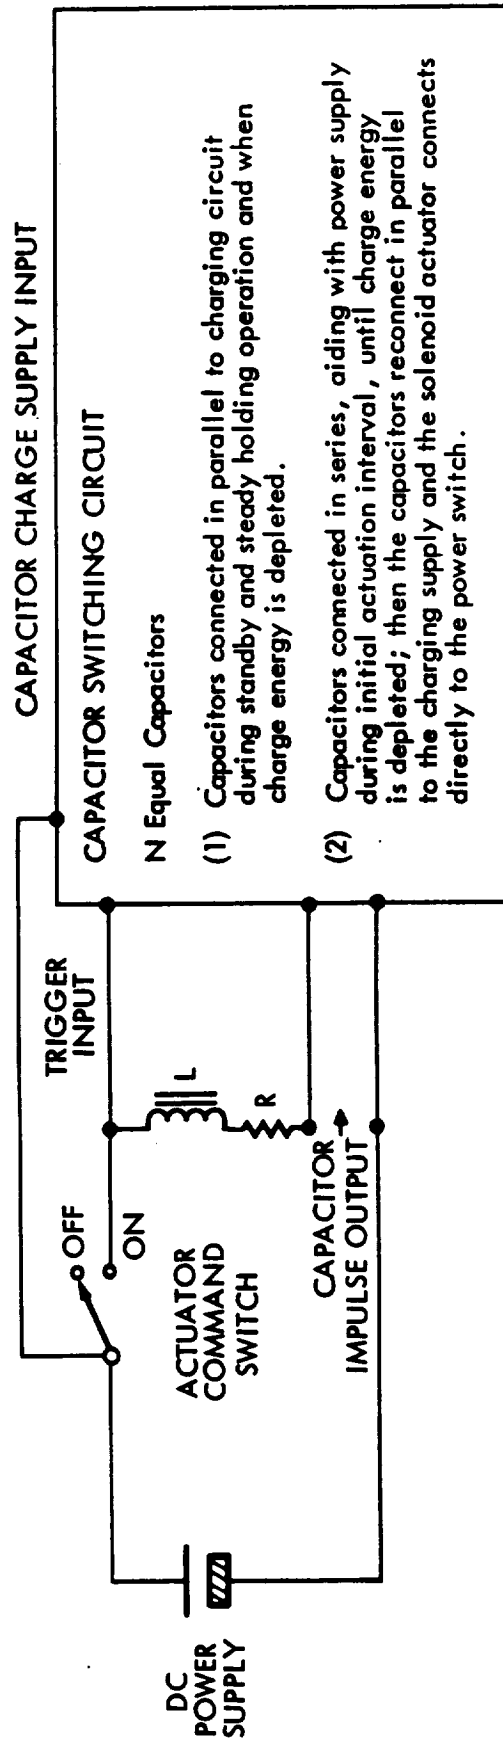 CAPACITOR CHARGE SUPPLY INPUT
CAPACITOR SWITCHING CIRCUIT
N Equal Capacitors
(1) Capacitors connected in parallel to charging circuit
during standby and steady holding operation and when
charge energy is depleted.
(2) Capacitors connected in series, aiding with power supply
during initial actuation interval, until charge energy
is depleted; then the capacitors reconnect in parallel
to the charging supply and the solenoid actuator connects
directly to the power switch.
TRIGGER
INPUT
OFF
ON
L
R
ACTUATOR
COMMAND
SWITCH
CAPACITOR
IMPULSE OUTPUT
DC
POWER
SUPPLY